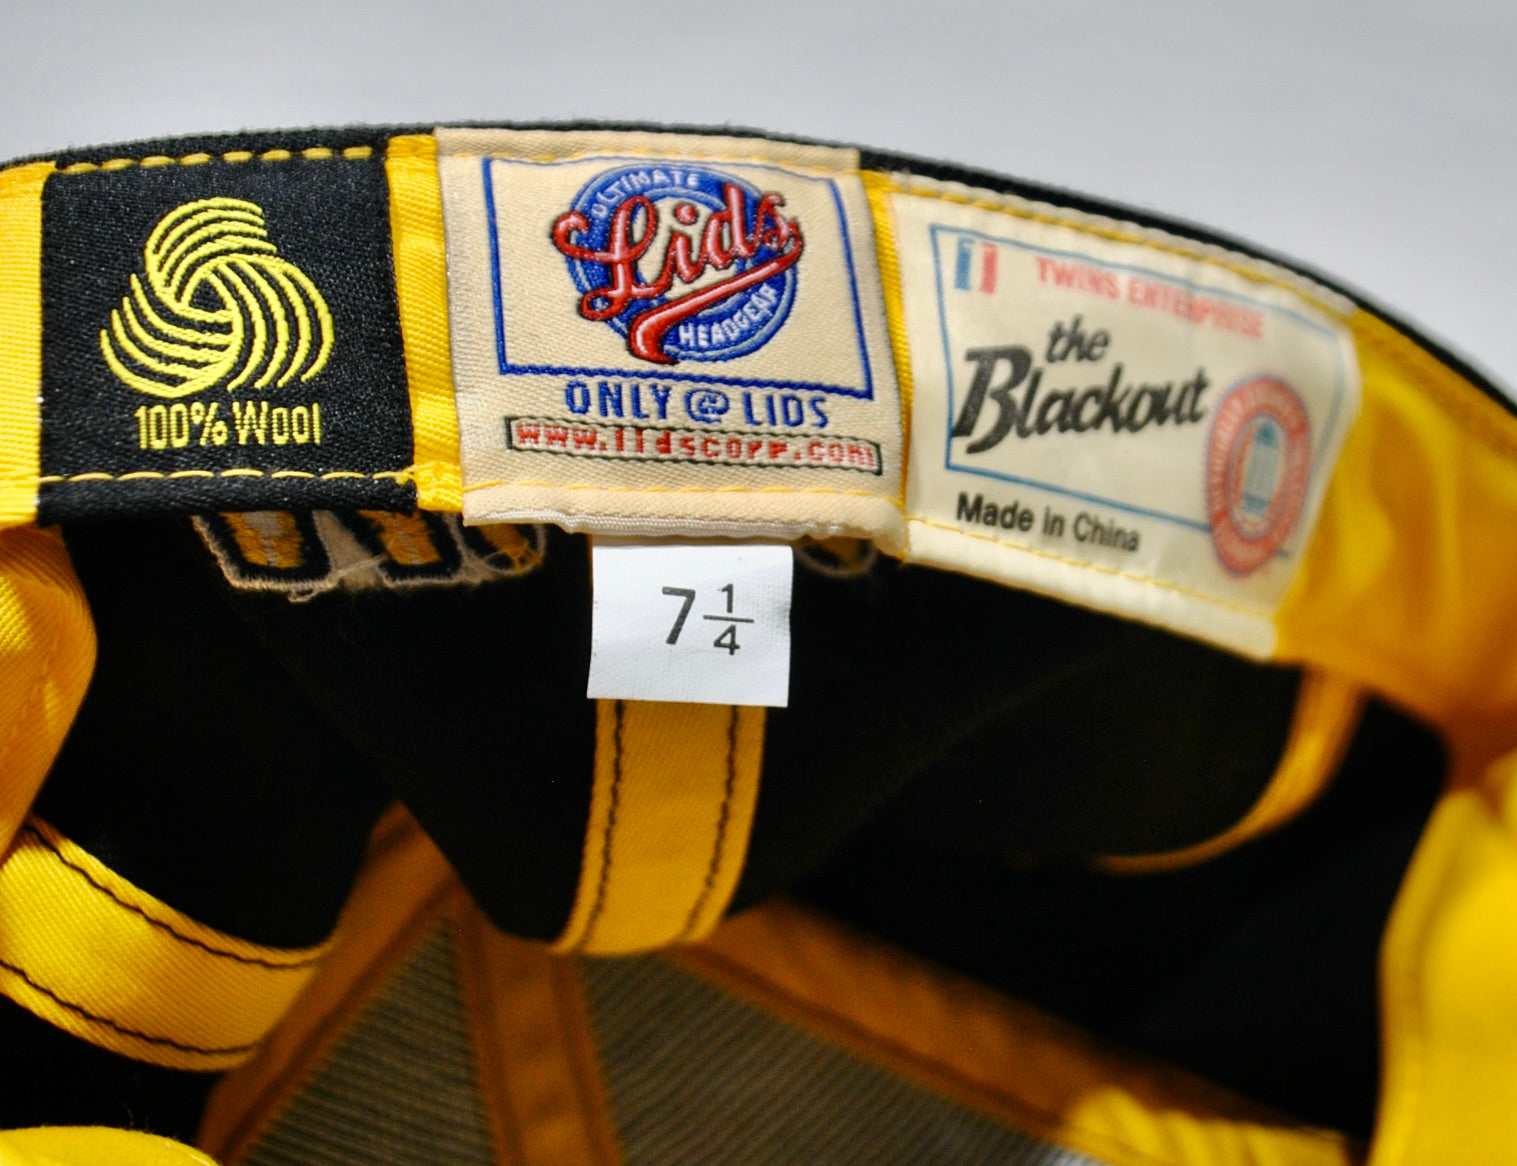 100% Wool
ULTIMATE
Lids
HEADGEAR
ONLY @ LIDS
www.lidscorp.com
TWINS ENTERPRISE
the
Blackout
Made in China
7 1/4